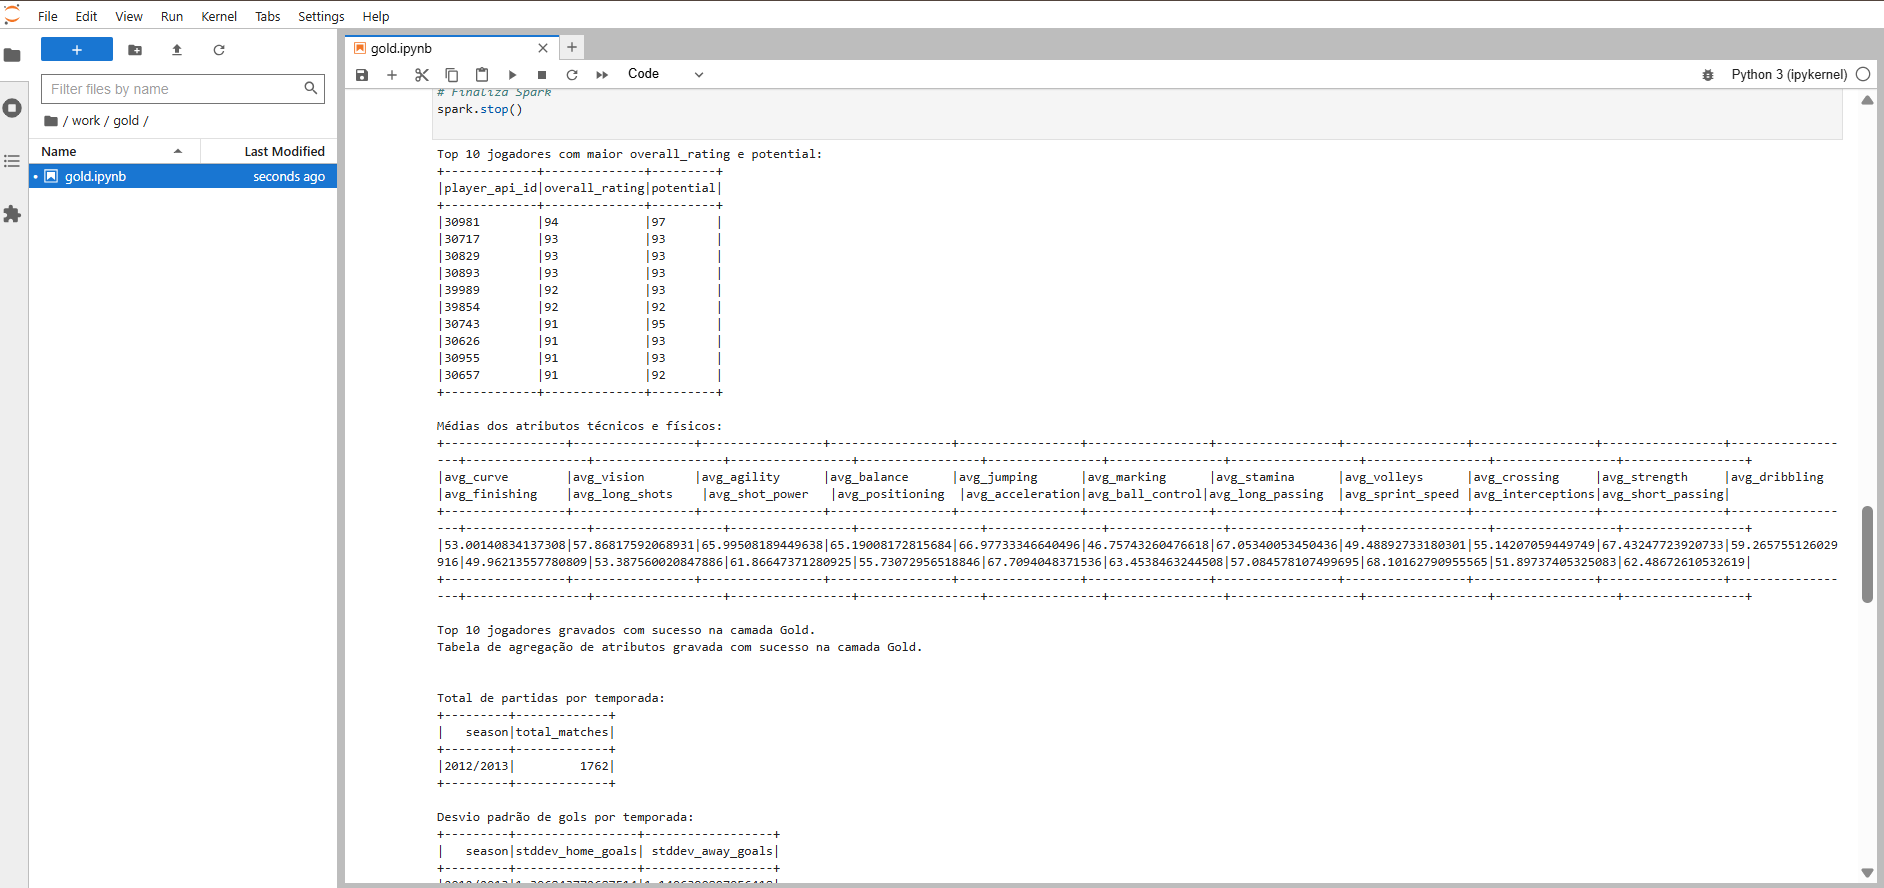 File Edit View Run Kernel Tabs Settings Help
+
Filter files by name
/ work / gold /
Name Last Modified
gold.ipynb seconds ago
gold.ipynb
Code
Python 3 (ipykernel)
# Finaliza Spark
spark.stop()
Top 10 jogadores com maior overall_rating e potential:
+-------------+--------------+---------+
|player_api_id|overall_rating|potential|
+-------------+--------------+---------+
|30981        |94            |97       |
|30717        |93            |93       |
|30829        |93            |93       |
|30893        |93            |93       |
|39989        |92            |93       |
|39854        |92            |92       |
|30743        |91            |95       |
|30626        |91            |93       |
|30955        |91            |93       |
|30657        |91            |92       |
+-------------+--------------+---------+
Médias dos atributos técnicos e físicos:
|avg_curve |avg_vision |avg_agility |avg_balance |avg_jumping |avg_marking |avg_stamina |avg_volleys |avg_crossing |avg_strength |avg_dribbling
|avg_finishing |avg_long_shots |avg_shot_power |avg_positioning |avg_acceleration|avg_ball_control|avg_long_passing |avg_sprint_speed |avg_interceptions|avg_short_passing|
|53.00140834137308|57.86817592068931|65.99508189449638|65.19008172815684|66.97733346640496|46.75743260476618|67.05340053450436|49.48892733180301|55.14207059449749|67.43247723920733|59.265755126029
916|49.96213557780809|53.387560020847886|61.86647371280925|55.73072956518846|67.7094048371536|63.4538463244508|57.084578107499695|68.10162790955565|51.89737405325083|62.48672610532619|
Top 10 jogadores gravados com sucesso na camada Gold.
Tabela de agregação de atributos gravada com sucesso na camada Gold.
Total de partidas por temporada:
+---------+-------------+
|   season|total_matches|
+---------+-------------+
|2012/2013|         1762|
+---------+-------------+
Desvio padrão de gols por temporada:
+---------+-----------------+------------------+
|   season|stddev_home_goals| stddev_away_goals|
+---------+-----------------+------------------+